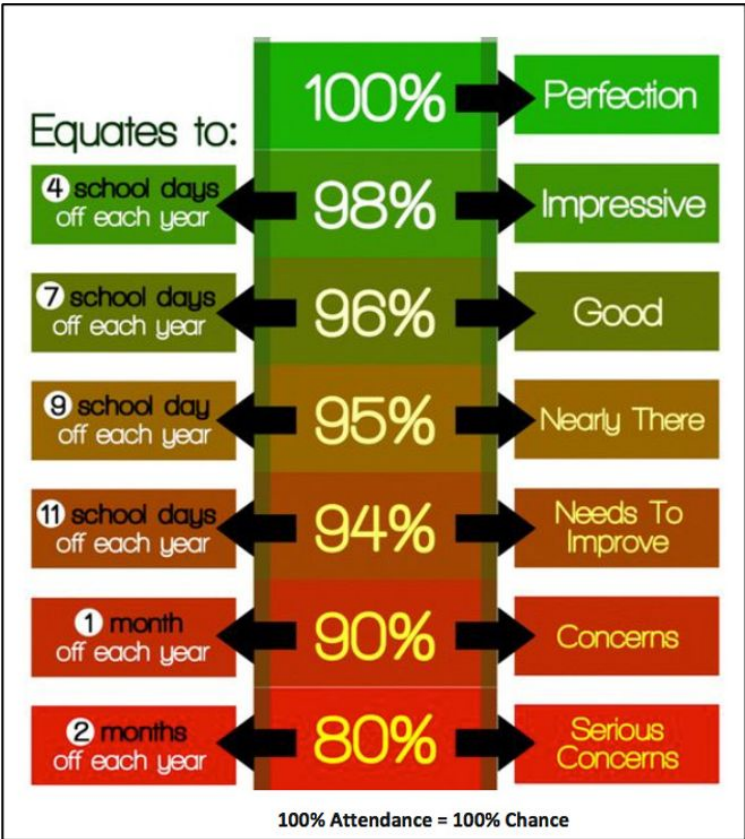 100%
Perfection
Equates to:
4 school days
off each year
98%
Impressive
7 school days
off each year
96%
Good
9 school day
off each year
95%
Nearly There
11 school days
off each year
94%
Needs To
Improve
1 month
off each year
90%
Concerns
2 months
off each year
80%
Serious
Concerns
100% Attendance = 100% Chance